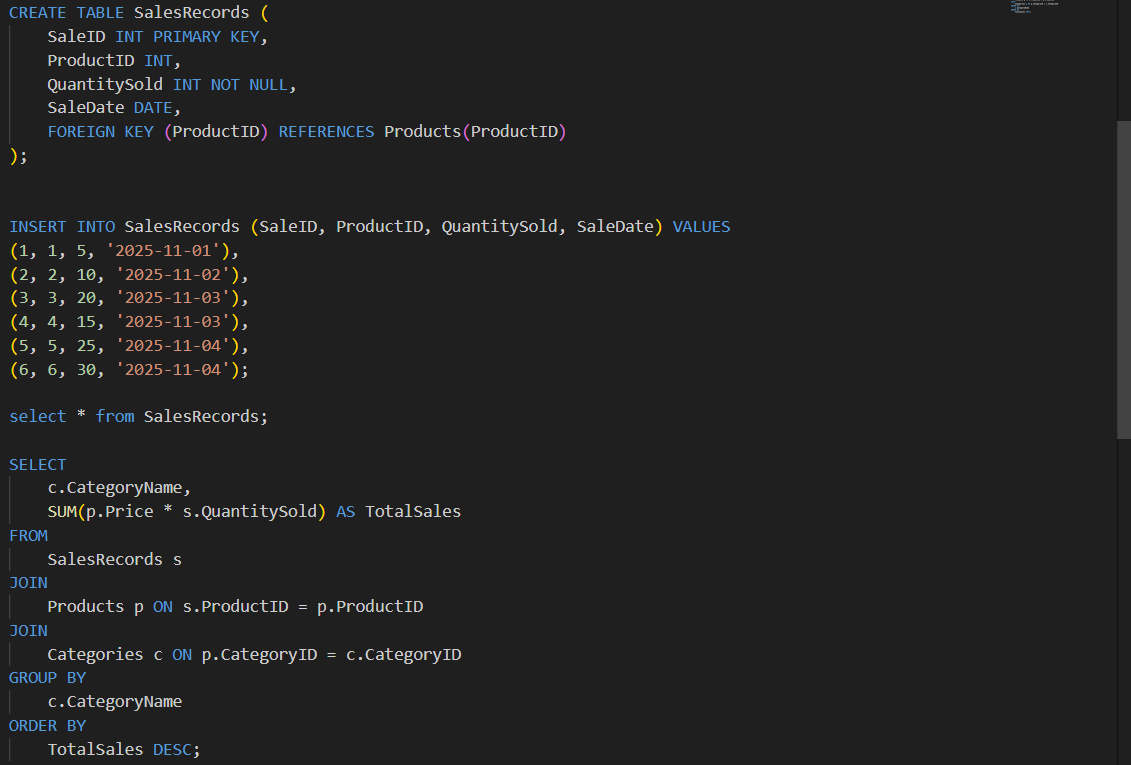 CREATE TABLE SalesRecords (
    SaleID INT PRIMARY KEY,
    ProductID INT,
    QuantitySold INT NOT NULL,
    SaleDate DATE,
    FOREIGN KEY (ProductID) REFERENCES Products(ProductID)
);
INSERT INTO SalesRecords (SaleID, ProductID, QuantitySold, SaleDate) VALUES
(1, 1, 5, '2025-11-01'),
(2, 2, 10, '2025-11-02'),
(3, 3, 20, '2025-11-03'),
(4, 4, 15, '2025-11-03'),
(5, 5, 25, '2025-11-04'),
(6, 6, 30, '2025-11-04');
select * from SalesRecords;
SELECT
    c.CategoryName,
    SUM(p.Price * s.QuantitySold) AS TotalSales
FROM
    SalesRecords s
JOIN
    Products p ON s.ProductID = p.ProductID
JOIN
    Categories c ON p.CategoryID = c.CategoryID
GROUP BY
    c.CategoryName
ORDER BY
    TotalSales DESC;